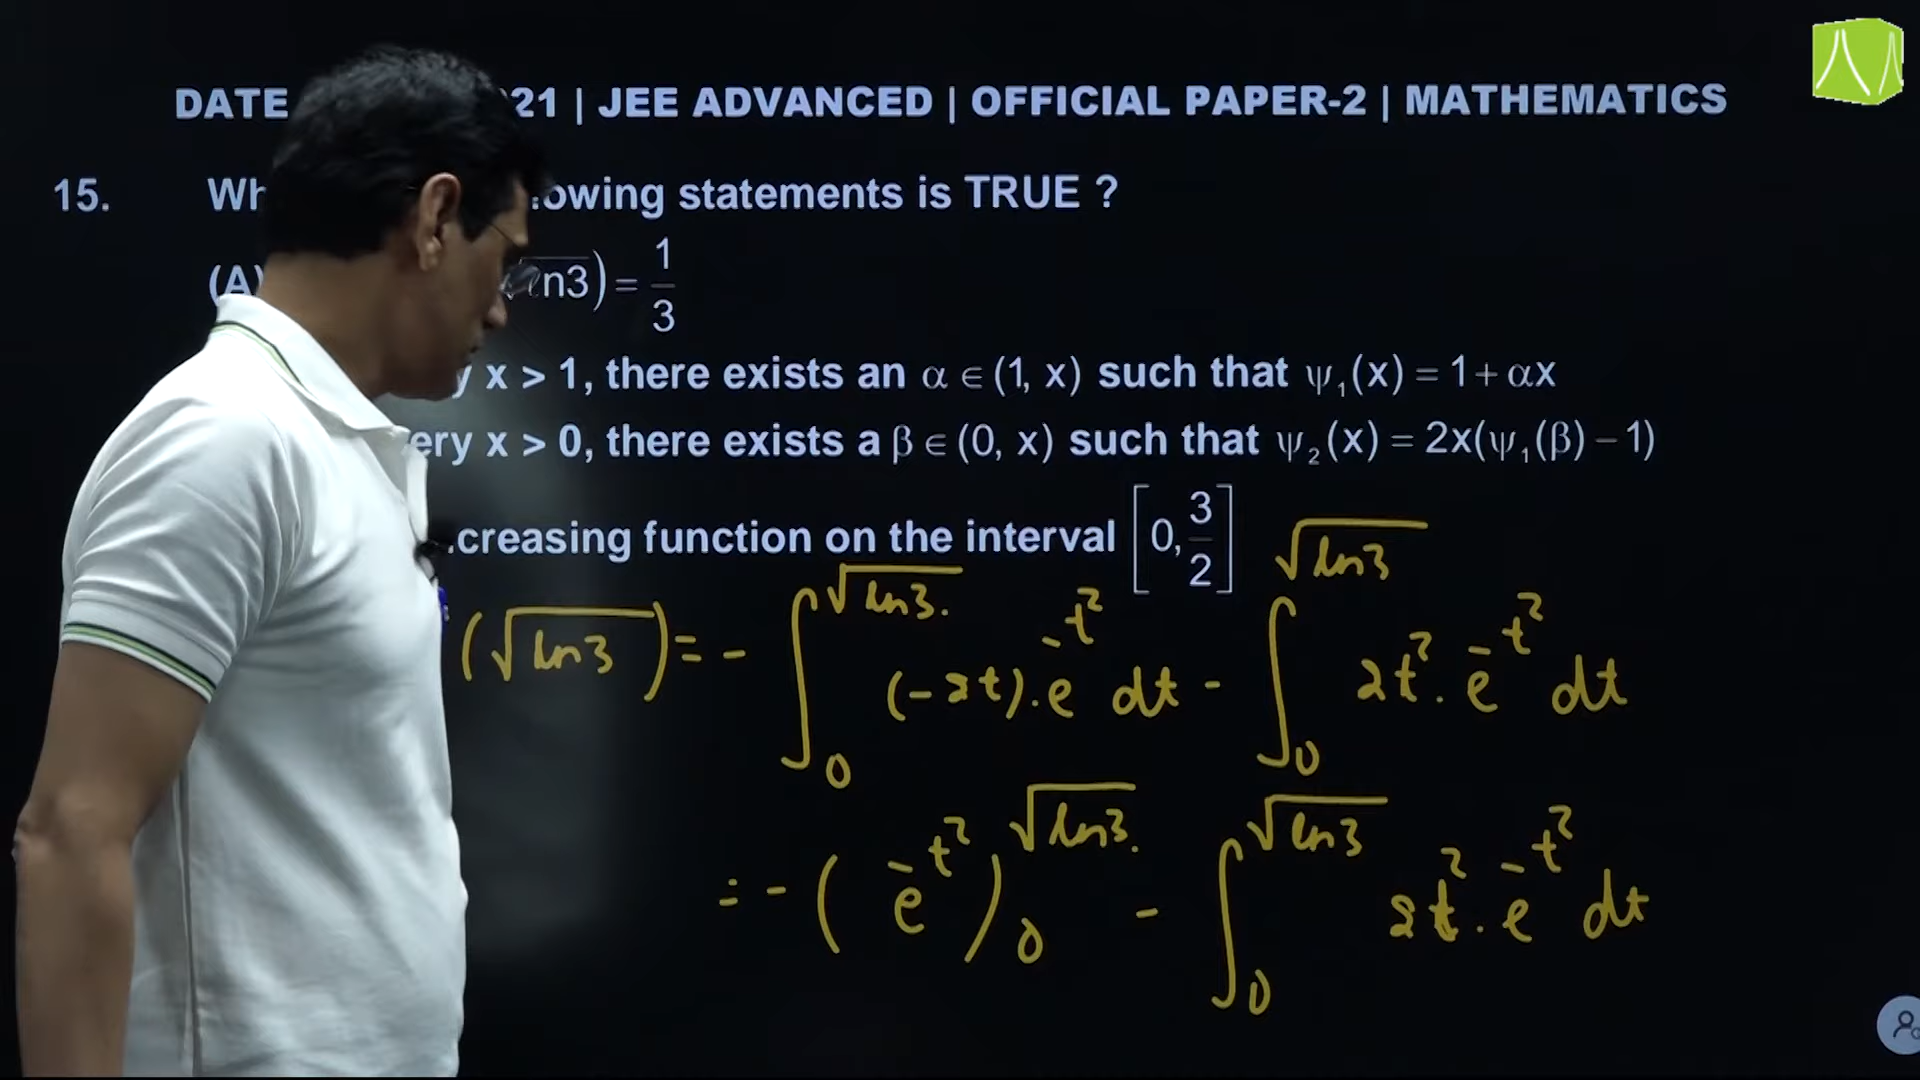 DATE 21 | JEE ADVANCED | OFFICIAL PAPER-2 | MATHEMATICS
15. Wh owing statements is TRUE ?
(A) √ℓn3) = 1/3
y x > 1, there exists an α ∈ (1, x) such that ψ₁(x) = 1 + αx
ery x > 0, there exists a β ∈ (0, x) such that ψ₂(x) = 2x(ψ₁(β) – 1)
creasing function on the interval [0, 3/2]
(√ln3) = - ∫₀^√ln3. (-2t).e^-t² dt - ∫₀^√ln3 2t².e^-t² dt
= - (e^-t²)₀^√ln3. - ∫₀^√ln3 2t².e^-t² dt